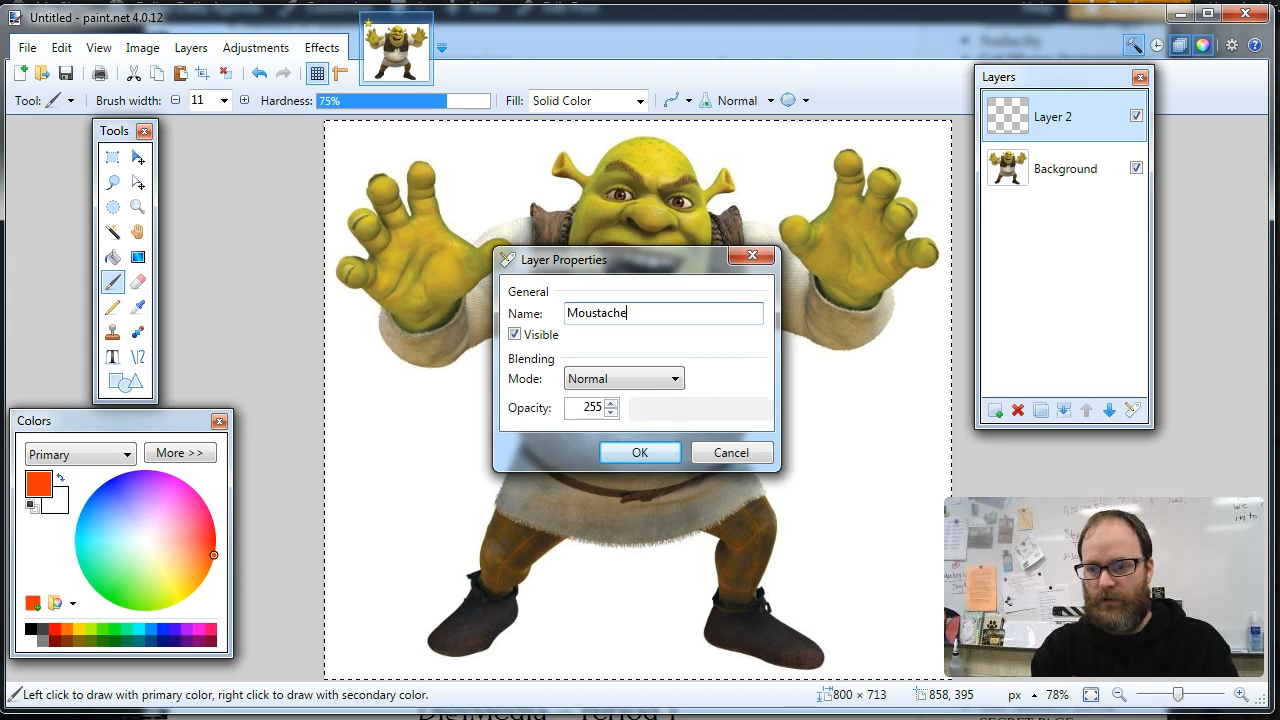 Untitled - paint.net 4.0.12
File Edit View Image Layers Adjustments Effects
Tool: Brush width: 11 Hardness: 75% Fill: Solid Color Normal
Tools
Layers
Layer 2
Background
Layer Properties
General
Name: Moustache
Visible
Blending
Mode: Normal
Opacity: 255
OK Cancel
Colors
Primary More >>
Left click to draw with primary color, right click to draw with secondary color. 800 × 713 858, 395 px 78%